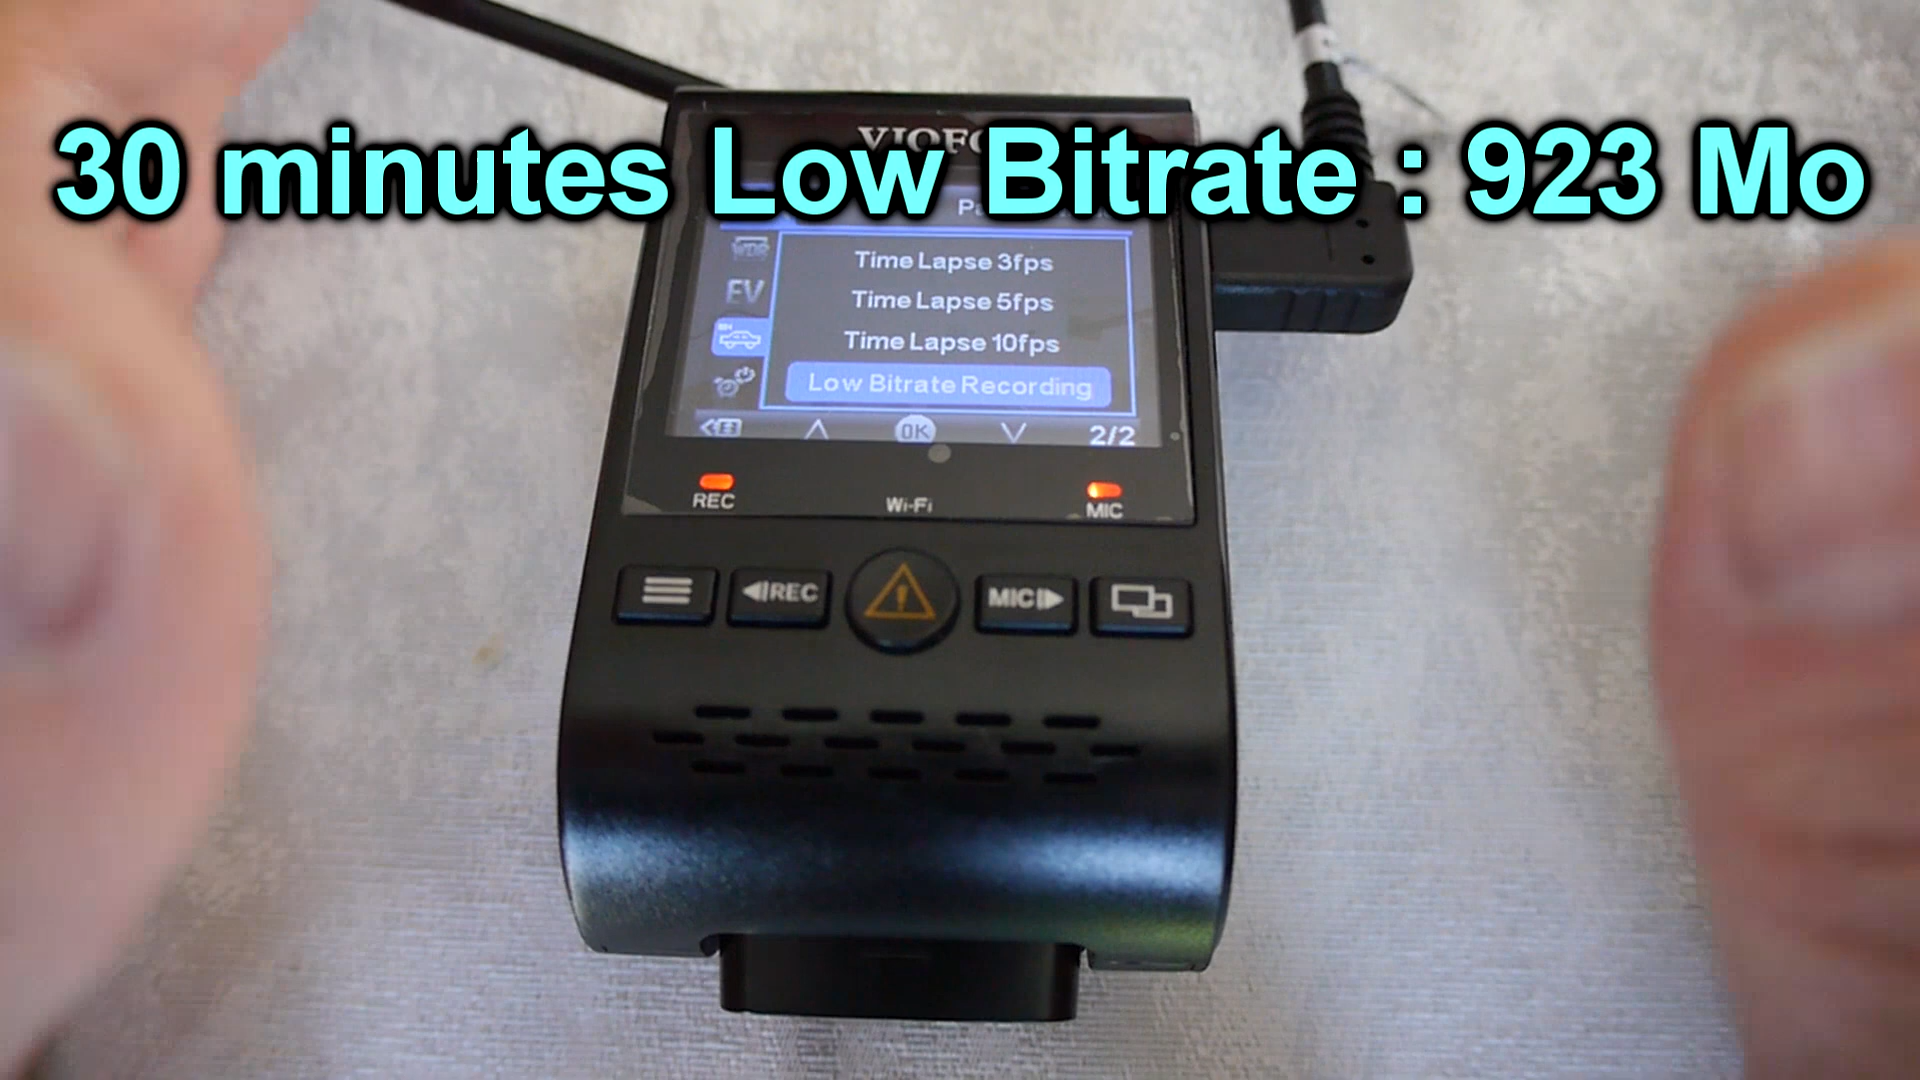 30 minutes Low Bitrate : 923 Mo
WDR
Time Lapse 3fps
EV
Time Lapse 5fps
Time Lapse 10fps
Low Bitrate Recording
OK
2/2
REC
Wi-Fi
MIC
REC
MIC